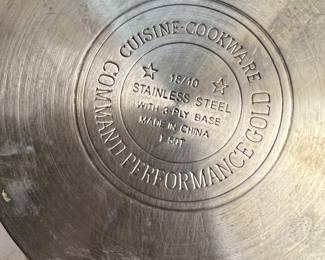 CUISINE-COOKWARE
18/10
STAINLESS STEEL
WITH 3-PLY BASE
MADE IN CHINA
COMMAND PERFORMANCE GOLD